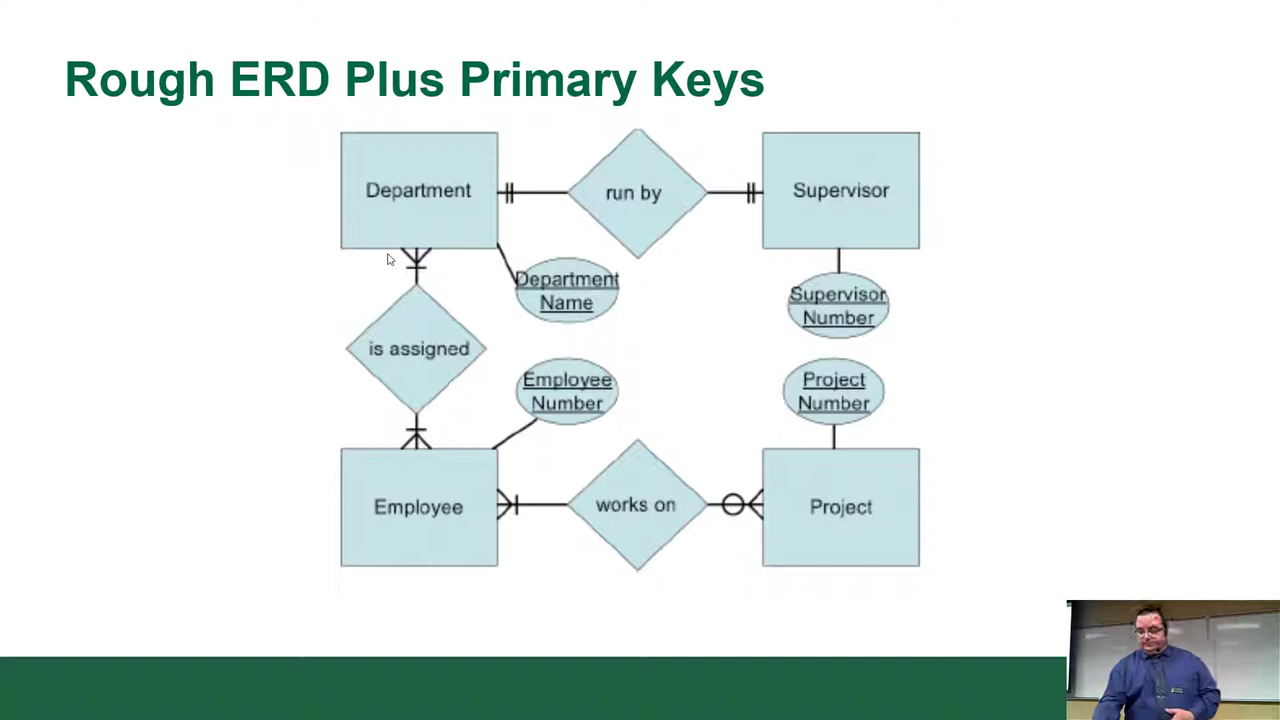 Rough ERD Plus Primary Keys
Department
run by
Supervisor
Department
Name
Supervisor
Number
is assigned
Employee
Number
Project
Number
Employee
works on
Project